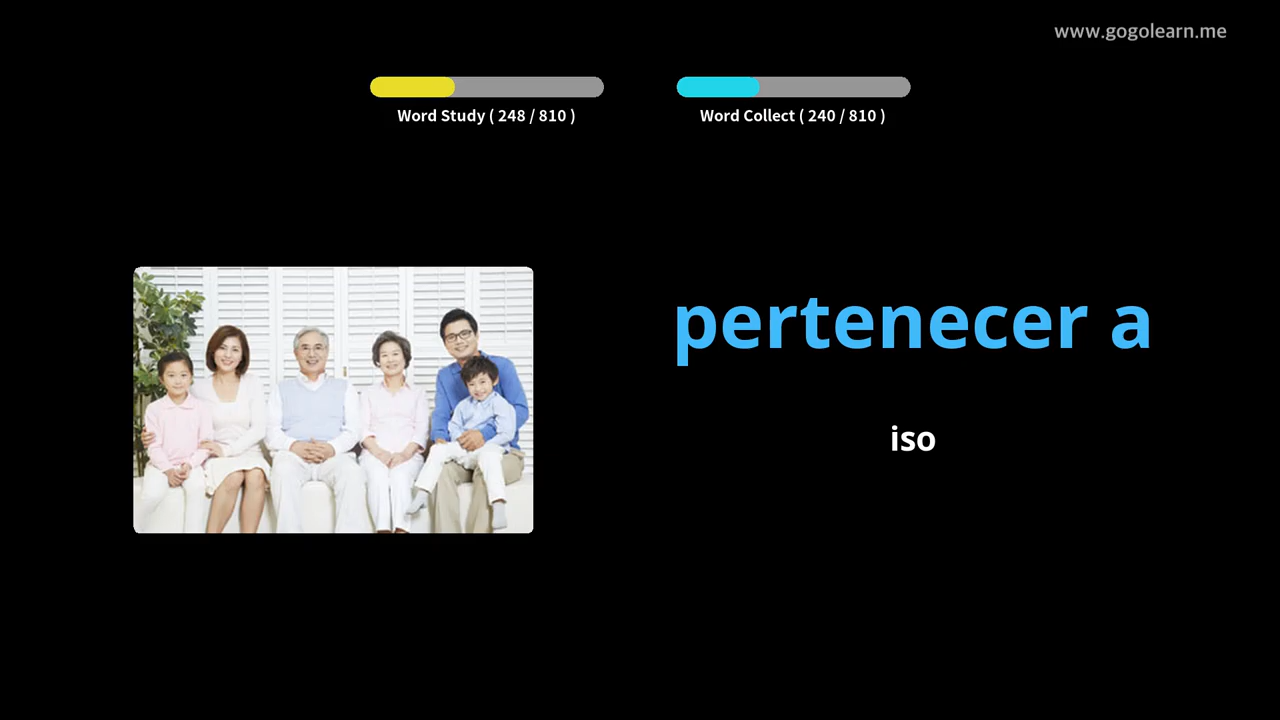 www.gogolearn.me
Word Study ( 248 / 810 )
Word Collect ( 240 / 810 )
pertenecer a
iso